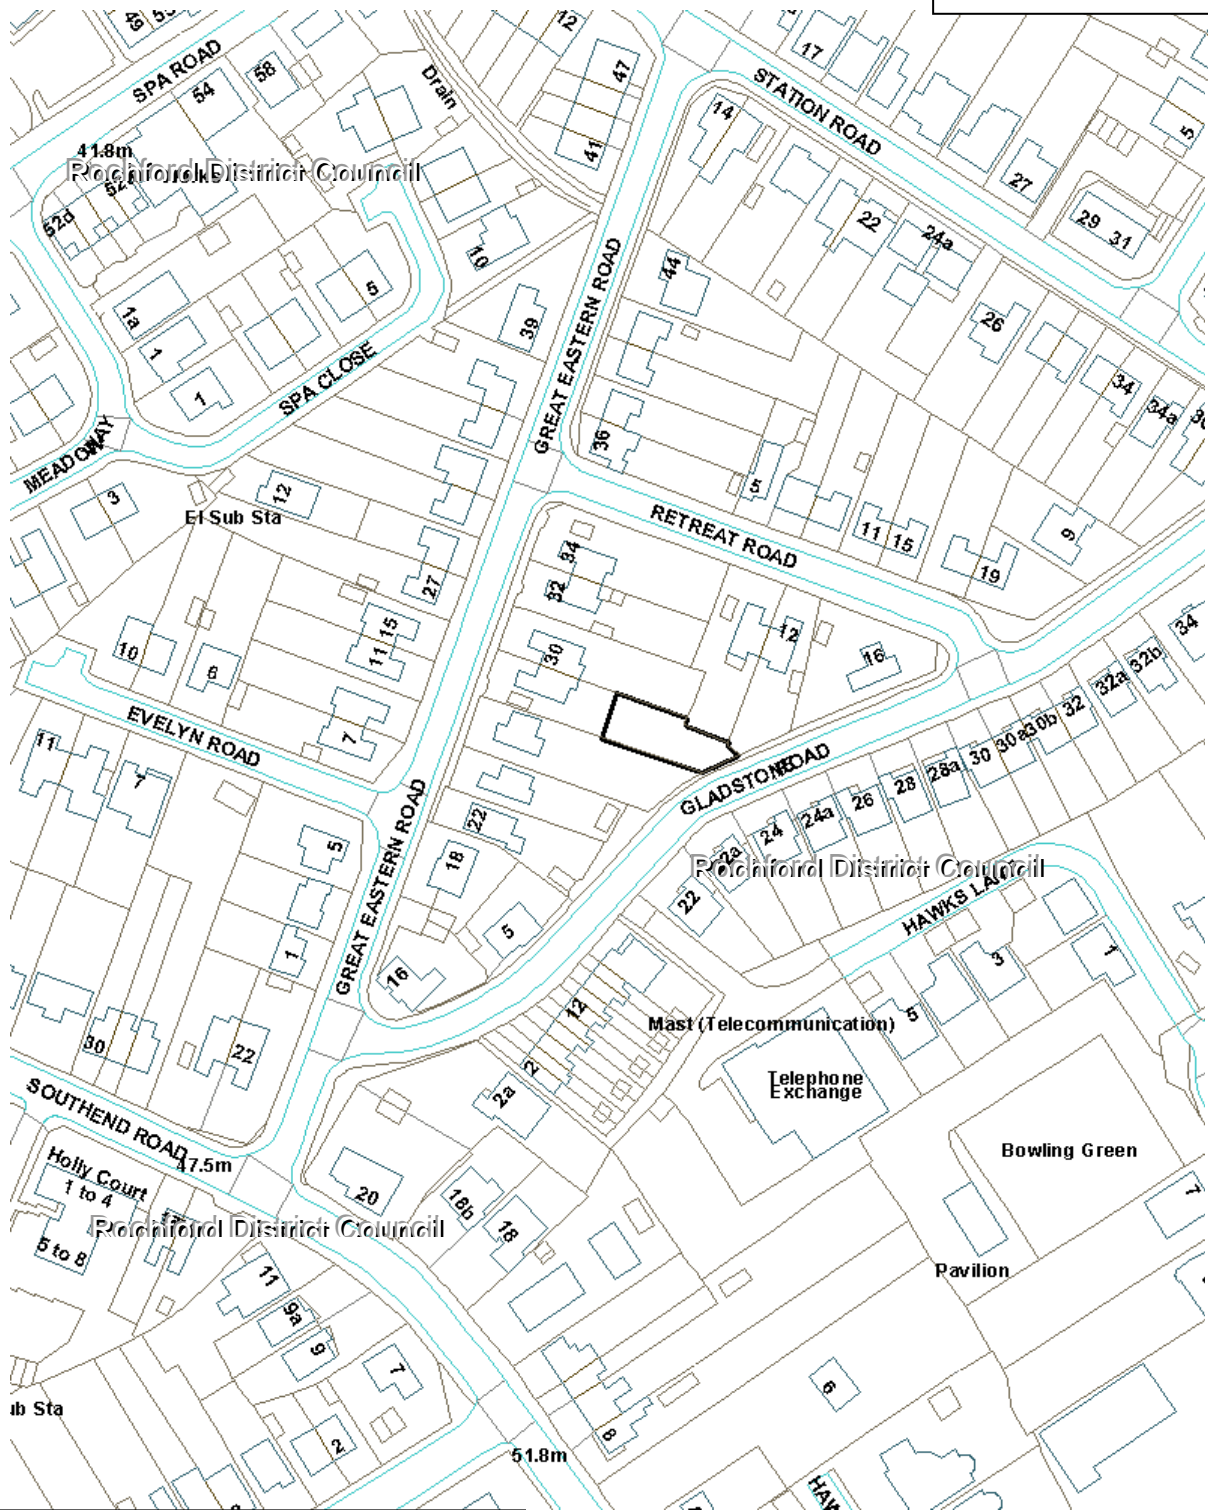 49
12
47
17
SPA ROAD
58
54
Drain
STATION ROAD
14
41
5
41.8m
Rochford District Council
27
52d
22
24a
29
31
10
44
5
1a
1
39
26
GREAT EASTERN ROAD
SPA CLOSE
1
34
34a
36
MEADOWAY
3
12
El Sub Sta
5
RETREAT ROAD
11
15
9
19
34
32
27
15
11
10
6
30
12
16
34
32b
32a
32
30b
30a
30
28a
28
26
24a
24
22a
22
EVELYN ROAD
7
11
7
GLADSTONE ROAD
GREAT EASTERN ROAD
22
18
5
Rochford District Council
HAWKS LANE
5
1
16
3
1
5
12
2
2a
Mast (Telecommunication)
Telephone
Exchange
30
22
SOUTHEND ROAD
47.5m
Holly Court
1 to 4
5 to 8
Rochford District Council
20
18b
18
Bowling Green
7
Pavilion
11
9a
9
7
6
8
2
ub Sta
51.8m
HAW